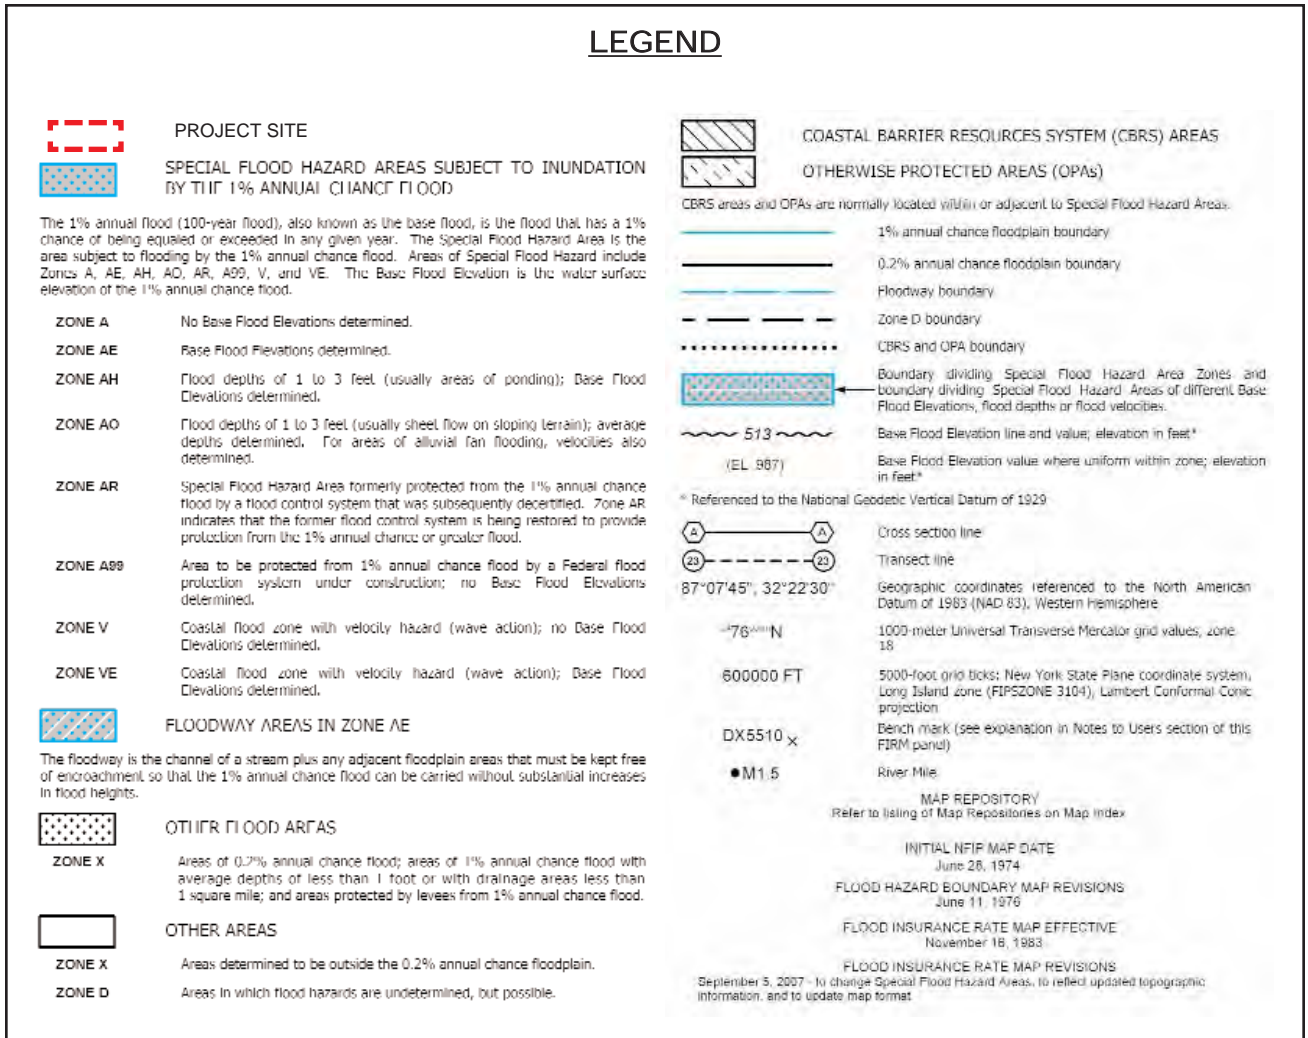 LEGEND
PROJECT SITE
SPECIAL FLOOD HAZARD AREAS SUBJECT TO INUNDATION
BY THE 1% ANNUAL CHANCE FLOOD
The 1% annual flood (100-year flood), also known as the base flood, is the flood that has a 1%
chance of being equaled or exceeded in any given year. The Special Flood Hazard Area is the
area subject to flooding by the 1% annual chance flood. Areas of Special Flood Hazard include
Zones A, AE, AH, AO, AR, A99, V, and VE. The Base Flood Elevation is the water-surface
elevation of the 1% annual chance flood.
ZONE A No Base Flood Elevations determined.
ZONE AE Base Flood Elevations determined.
ZONE AH Flood depths of 1 to 3 feet (usually areas of ponding); Base Flood
Elevations determined.
ZONE AO Flood depths of 1 to 3 feet (usually sheet flow on sloping terrain); average
depths determined. For areas of alluvial fan flooding, velocities also
determined.
ZONE AR Special Flood Hazard Area formerly protected from the 1% annual chance
flood by a flood control system that was subsequently decertified. Zone AR
indicates that the former flood control system is being restored to provide
protection from the 1% annual chance or greater flood.
ZONE A99 Area to be protected from 1% annual chance flood by a Federal flood
protection system under construction; no Base Flood Elevations
determined.
ZONE V Coastal flood zone with velocity hazard (wave action); no Base Flood
Elevations determined.
ZONE VE Coastal flood zone with velocity hazard (wave action); Base Flood
Elevations determined.
FLOODWAY AREAS IN ZONE AE
The floodway is the channel of a stream plus any adjacent floodplain areas that must be kept free
of encroachment so that the 1% annual chance flood can be carried without substantial increases
in flood heights.
OTHER FLOOD AREAS
ZONE X Areas of 0.2% annual chance flood; areas of 1% annual chance flood with
average depths of less than 1 foot or with drainage areas less than
1 square mile; and areas protected by levees from 1% annual chance flood.
OTHER AREAS
ZONE X Areas determined to be outside the 0.2% annual chance floodplain.
ZONE D Areas in which flood hazards are undetermined, but possible.
COASTAL BARRIER RESOURCES SYSTEM (CBRS) AREAS
OTHERWISE PROTECTED AREAS (OPAs)
CBRS areas and OPAs are normally located within or adjacent to Special Flood Hazard Areas.
1% annual chance floodplain boundary
0.2% annual chance floodplain boundary
Floodway boundary
Zone D boundary
CBRS and OPA boundary
Boundary dividing Special Flood Hazard Area Zones and
boundary dividing Special Flood Hazard Areas of different Base
Flood Elevations, flood depths or flood velocities.
513 Base Flood Elevation line and value; elevation in feet*
(EL 987) Base Flood Elevation value where uniform within zone; elevation
in feet*
* Referenced to the National Geodetic Vertical Datum of 1929
A A Cross section line
23 23 Transect line
87°07'45", 32°22'30" Geographic coordinates referenced to the North American
Datum of 1983 (NAD 83), Western Hemisphere
76 N 1000-meter Universal Transverse Mercator grid values, zone
18
600000 FT 5000-foot grid ticks: New York State Plane coordinate system,
Long Island zone (FIPSZONE 3104), Lambert Conformal Conic
projection
DX5510 x Bench mark (see explanation in Notes to Users section of this
FIRM panel)
●M1.5 River Mile
MAP REPOSITORY
Refer to listing of Map Repositories on Map Index
INITIAL NFIP MAP DATE
June 28, 1974
FLOOD HAZARD BOUNDARY MAP REVISIONS
June 11, 1976
FLOOD INSURANCE RATE MAP EFFECTIVE
November 16, 1983
FLOOD INSURANCE RATE MAP REVISIONS
September 5, 2007 - to change Special Flood Hazard Areas, to reflect updated topographic
information, and to update map format